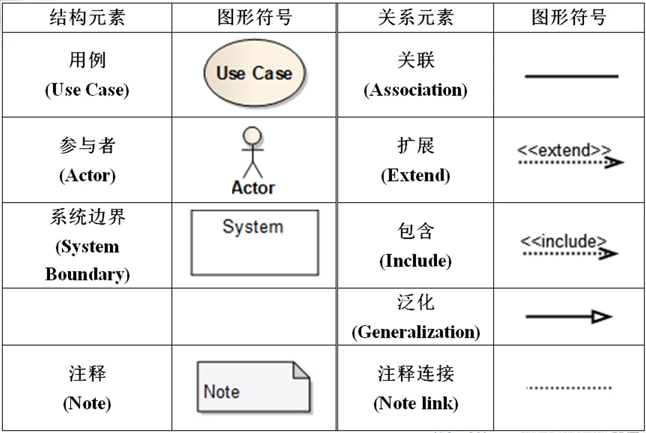 结构元素 图形符号 关系元素 图形符号
用例
(Use Case)
Use Case
关联
(Association)
参与者
(Actor)
Actor
扩展
(Extend)
<<extend>>
系统边界
(System
Boundary)
System
包含
(Include)
<<include>
泛化
(Generalization)
注释
(Note)
Note
注释连接
(Note link)